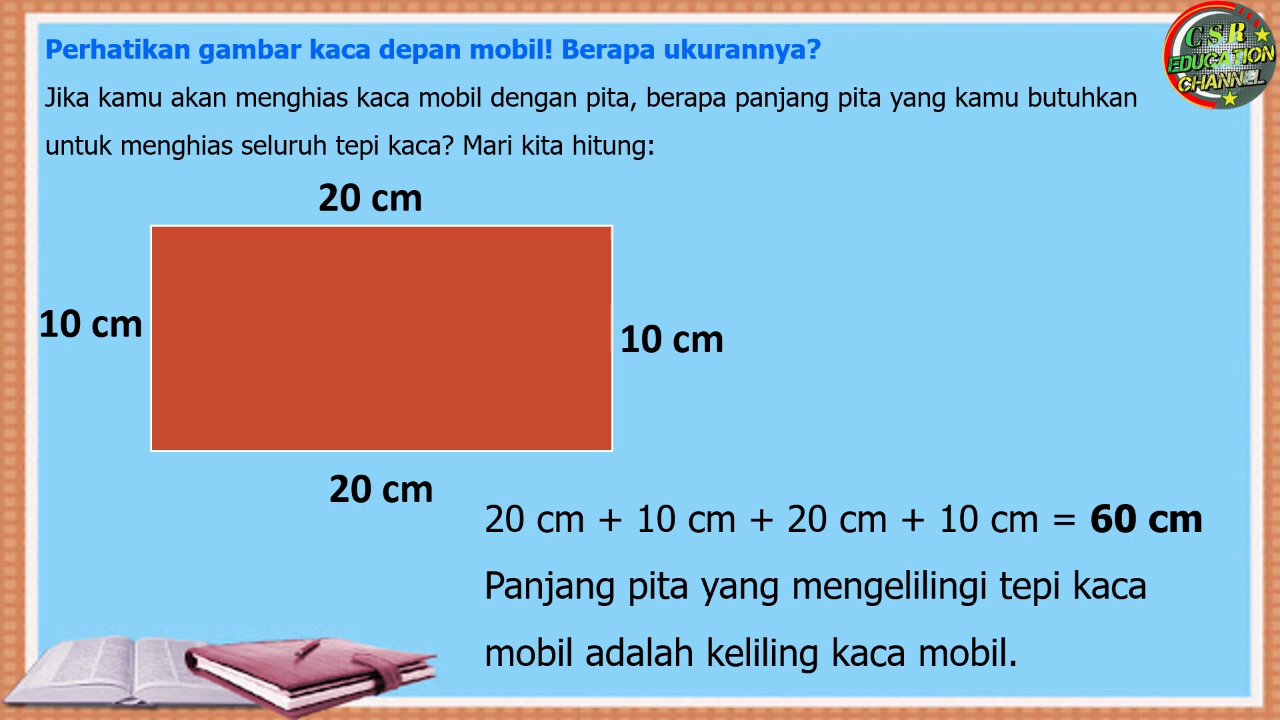 Perhatikan gambar kaca depan mobil! Berapa ukurannya?
CSR
EDUCATION
CHANNEL
Jika kamu akan menghias kaca mobil dengan pita, berapa panjang pita yang kamu butuhkan
untuk menghias seluruh tepi kaca? Mari kita hitung:
20 cm
10 cm
10 cm
20 cm
20 cm + 10 cm + 20 cm + 10 cm = 60 cm
Panjang pita yang mengelilingi tepi kaca
mobil adalah keliling kaca mobil.